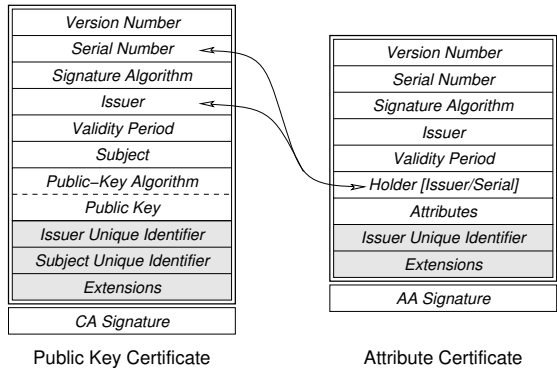 Version Number
Serial Number
Signature Algorithm
Issuer
Validity Period
Subject
Public–Key Algorithm
Public Key
Issuer Unique Identifier
Subject Unique Identifier
Extensions
CA Signature
Public Key Certificate
Version Number
Serial Number
Signature Algorithm
Issuer
Validity Period
Holder [Issuer/Serial]
Attributes
Issuer Unique Identifier
Extensions
AA Signature
Attribute Certificate